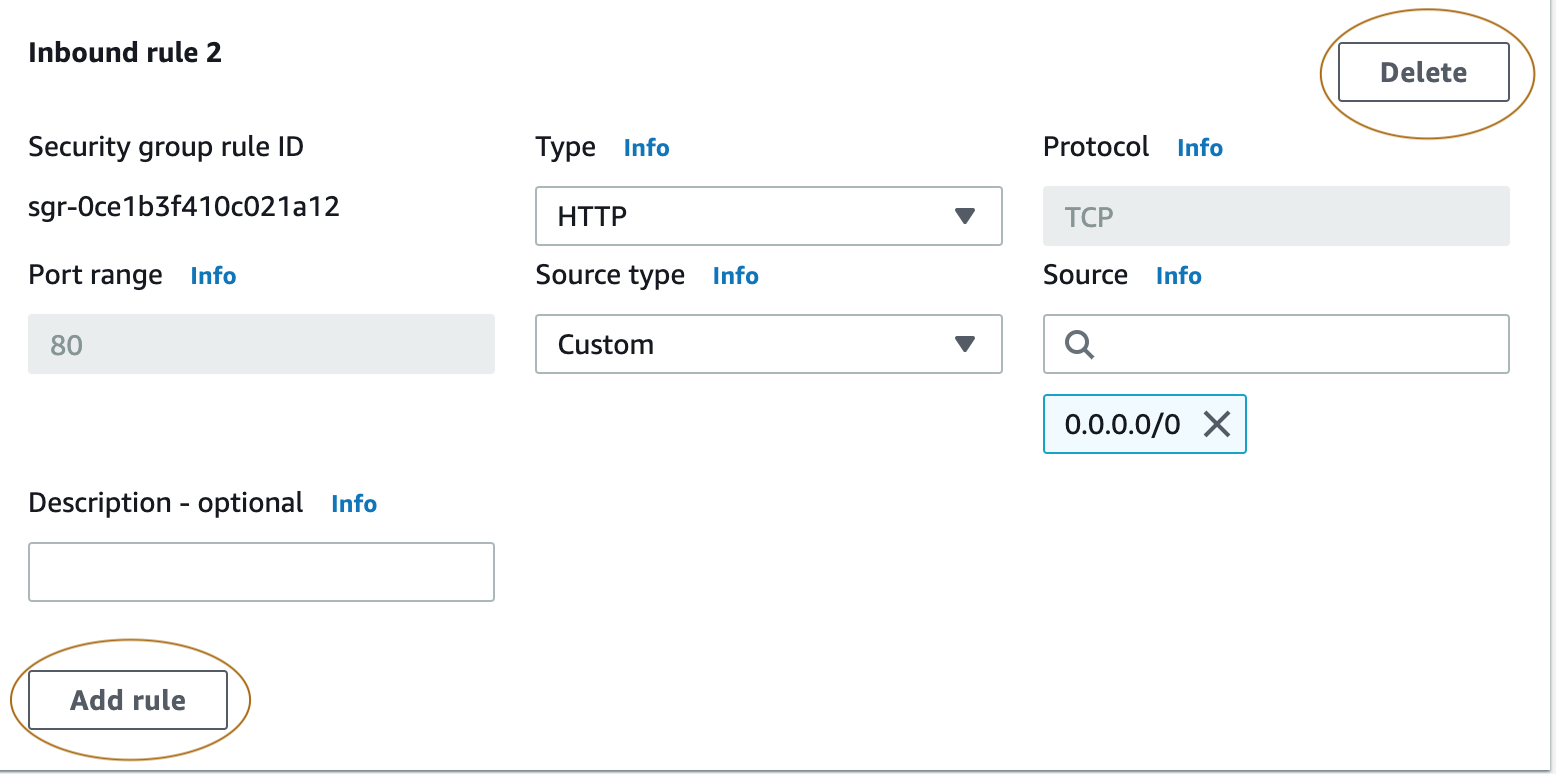 Inbound rule 2
Delete
Security group rule ID
Type Info
Protocol Info
sgr-0ce1b3f410c021a12
HTTP
TCP
Port range Info
Source type Info
Source Info
80
Custom
0.0.0.0/0
Description - optional Info
Add rule